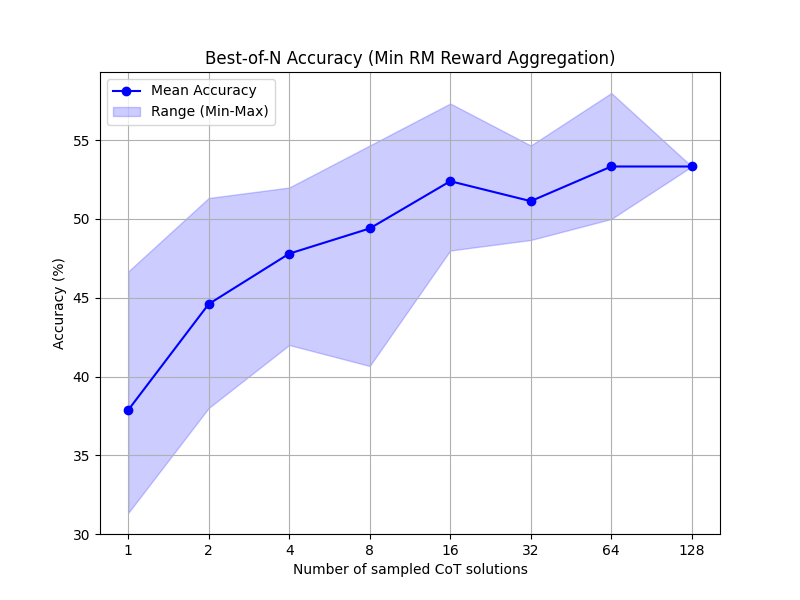 Best-of-N Accuracy (Min RM Reward Aggregation)
Mean Accuracy
Range (Min-Max)
55
50
45
40
35
30
Accuracy (%)
1 2 4 8 16 32 64 128
Number of sampled CoT solutions